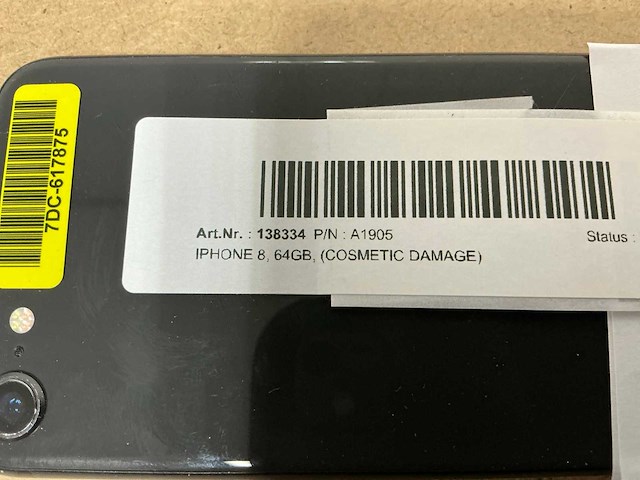 7DC-617875
Art.Nr. : 138334 P/N : A1905
Status :
IPHONE 8, 64GB, (COSMETIC DAMAGE)